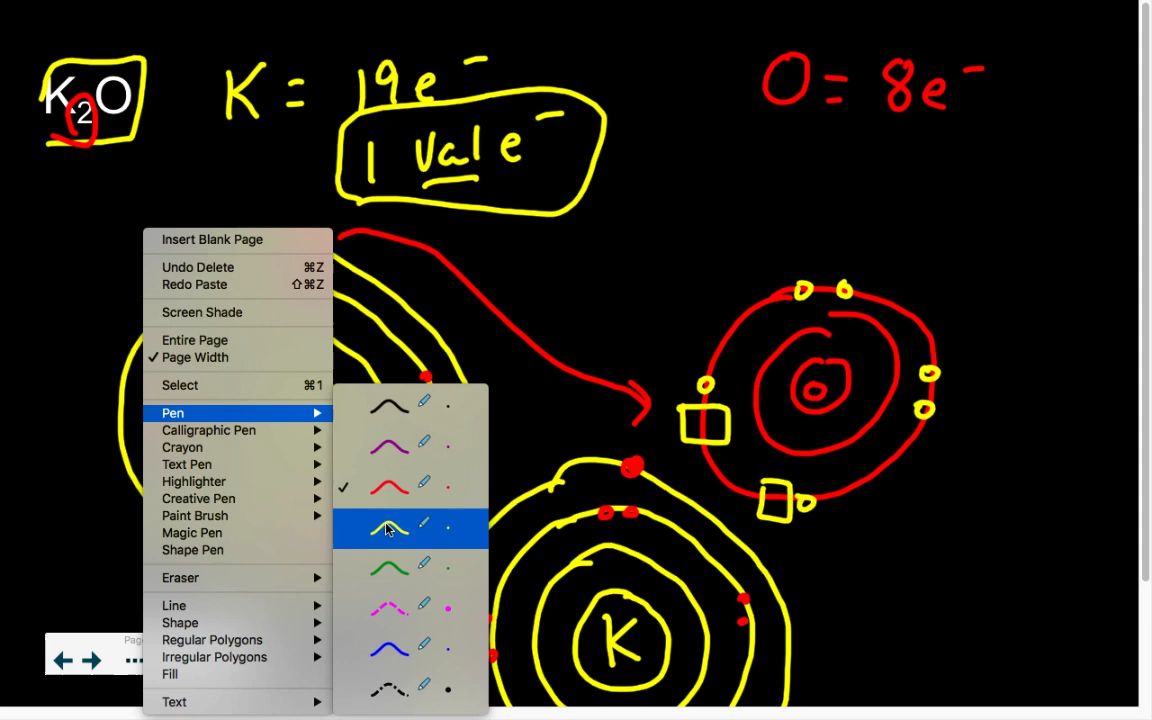 K₂O
K = 19e⁻
1 Val e⁻
O = 8e⁻
Insert Blank Page
Undo Delete ⌘Z
Redo Paste ⇧⌘Z
Screen Shade
Entire Page
✓ Page Width
Select ⌘1
Pen
Calligraphic Pen
Crayon
Text Pen
Highlighter
Creative Pen
Paint Brush
Magic Pen
Shape Pen
Eraser
Line
Shape
Regular Polygons
Irregular Polygons
Fill
Text
K